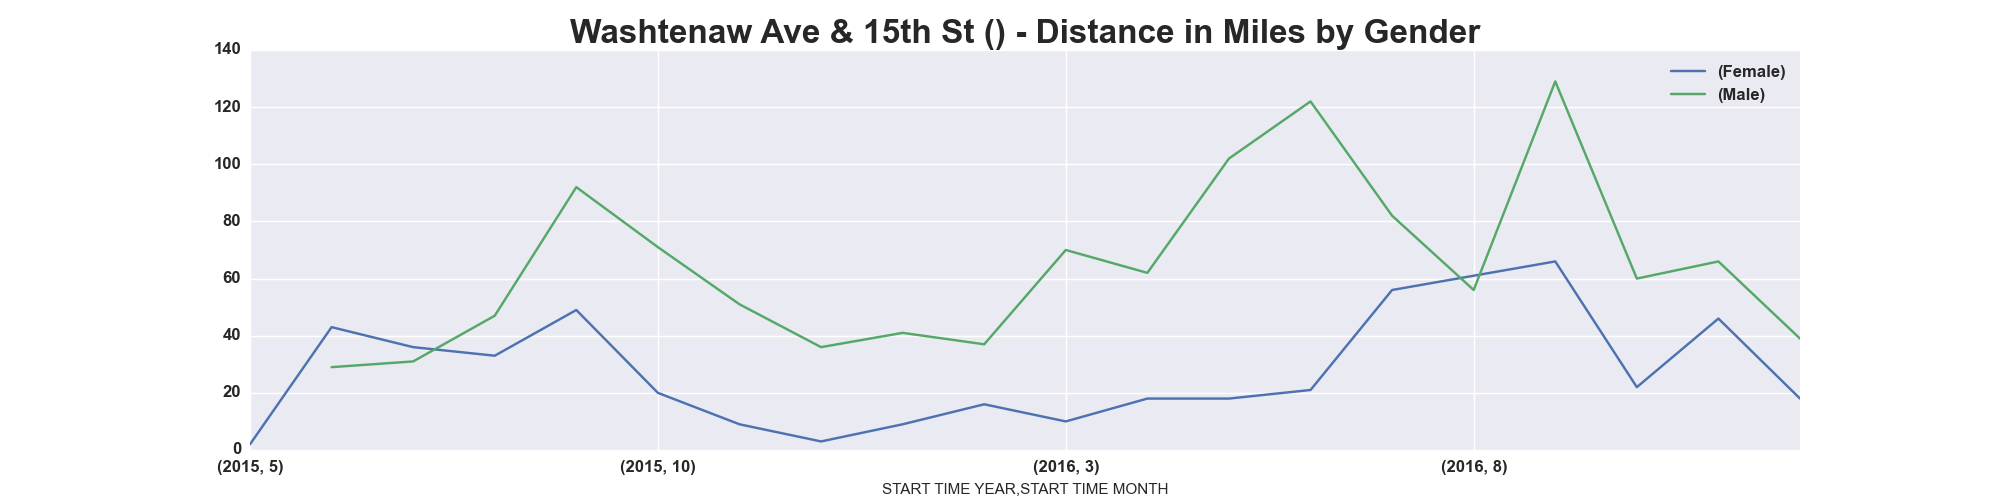 Washtenaw Ave & 15th St () - Distance in Miles by Gender
140
120
100
80
60
40
20
0
(Female)
(Male)
(2015, 5) (2015, 10) (2016, 3) (2016, 8)
START TIME YEAR,START TIME MONTH